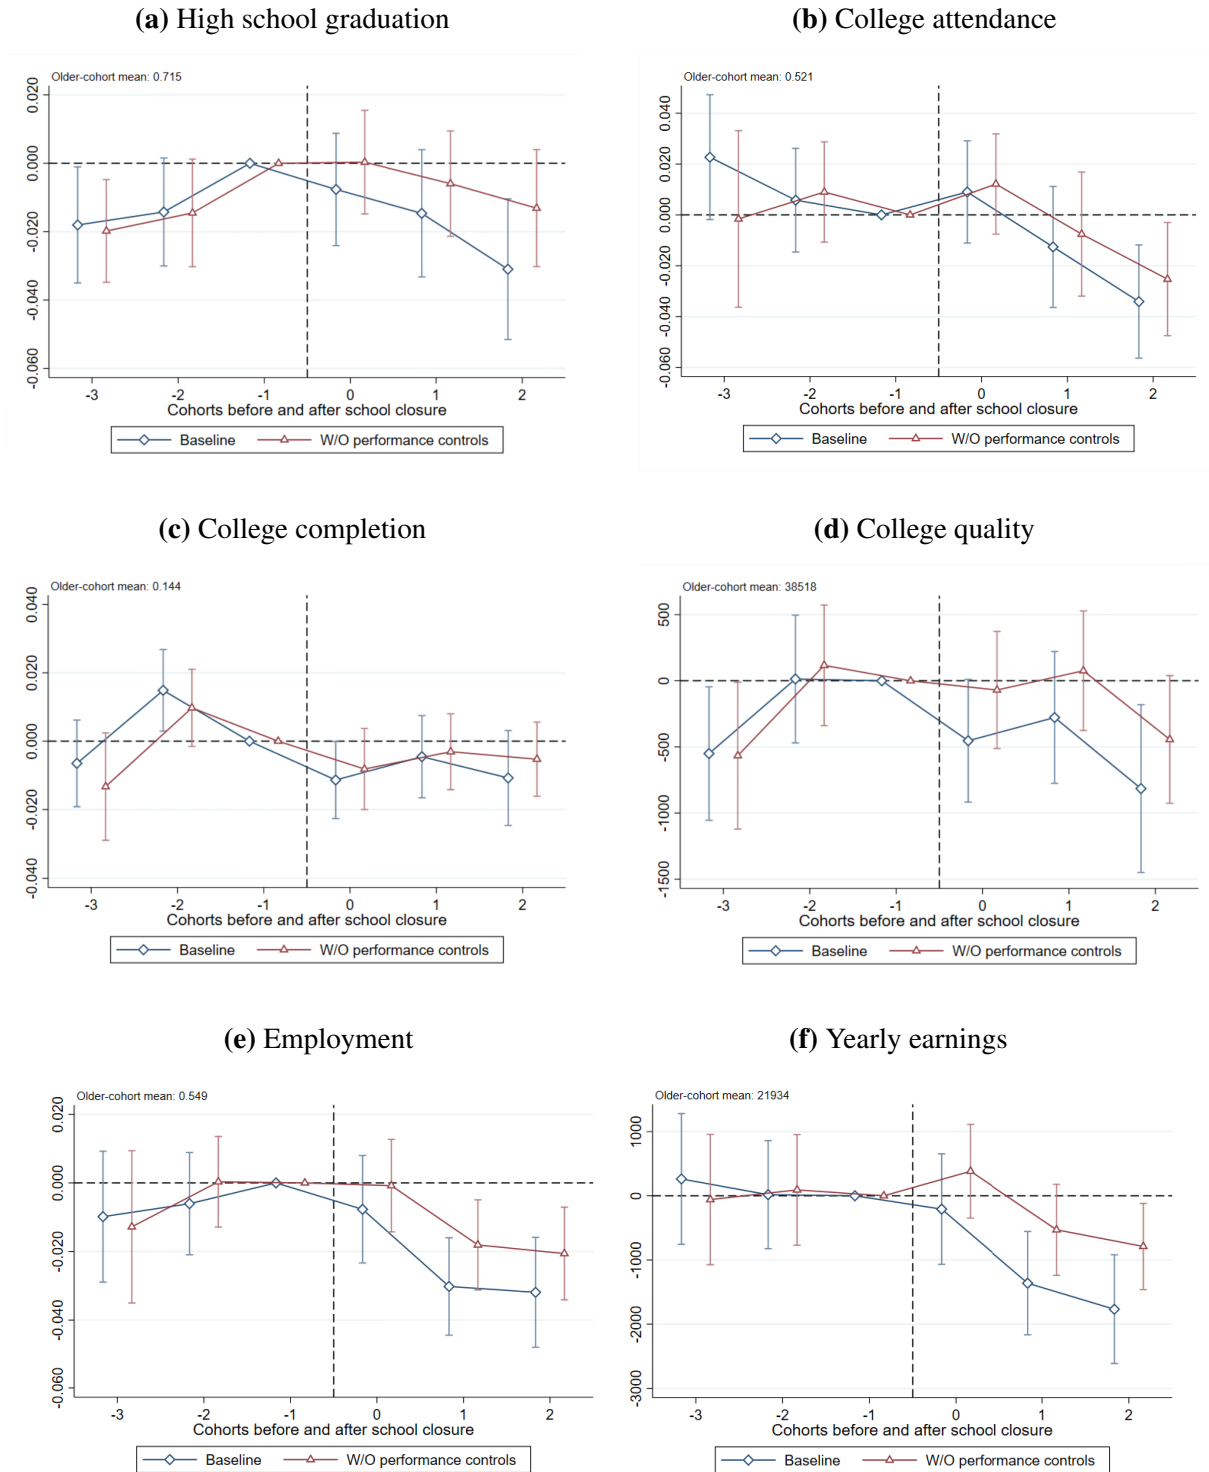 (a) High school graduation
Older-cohort mean: 0.715
0.020
0.000
-0.020
-0.040
-0.060
-3 -2 -1 0 1 2
Cohorts before and after school closure
Baseline W/O performance controls
(b) College attendance
Older-cohort mean: 0.521
0.040
0.020
0.000
-0.020
-0.040
-0.060
-3 -2 -1 0 1 2
Cohorts before and after school closure
Baseline W/O performance controls
(c) College completion
Older-cohort mean: 0.144
0.040
0.020
0.000
-0.020
-0.040
-3 -2 -1 0 1 2
Cohorts before and after school closure
Baseline W/O performance controls
(d) College quality
Older-cohort mean: 38518
500
0
-500
-1000
-1500
-3 -2 -1 0 1 2
Cohorts before and after school closure
Baseline W/O performance controls
(e) Employment
Older-cohort mean: 0.549
0.020
0.000
-0.020
-0.040
-0.060
-3 -2 -1 0 1 2
Cohorts before and after school closure
Baseline W/O performance controls
(f) Yearly earnings
Older-cohort mean: 21934
1000
0
-1000
-2000
-3000
-3 -2 -1 0 1 2
Cohorts before and after school closure
Baseline W/O performance controls